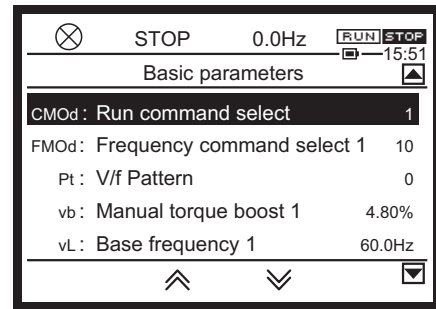 STOP 0.0Hz RUN STOP
15:51
Basic parameters
CMOd : Run command select 1
FMOd : Frequency command select 1 10
Pt : V/f Pattern 0
vb : Manual torque boost 1 4.80%
vL : Base frequency 1 60.0Hz